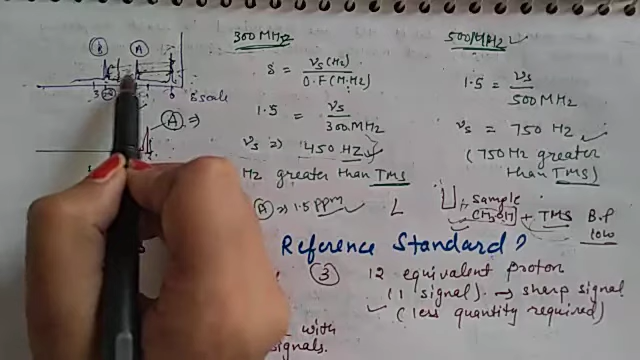 300 MHz
500 MHz
B
A
δ = νs (Hz) / O.F (MHz)
1.5 = νs / 500 MHz
3
0
δ scale
1.5 = νs / 300 MHz
νs = 750 Hz
A ⇒
νs ⇒ 450 Hz
(750 Hz greater
than TMS)
Hz greater than TMS
Sample
A ⇒ 1.5 ppm
CH3OH + TMS B.P
low
Reference Standard?
3 12 equivalent proton
(1 signal) → sharp signal
(less quantity required)
with
signals.